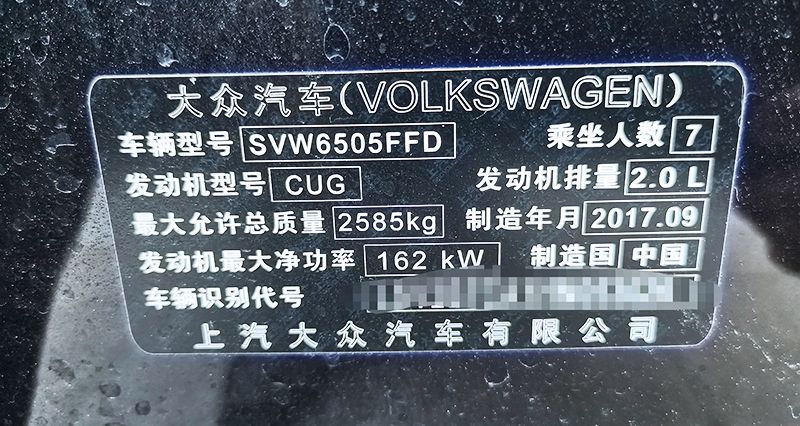 大众汽车(VOLKSWAGEN)
车辆型号 SVW6505FFD 乘坐人数 7
发动机型号 CUG 发动机排量 2.0 L
最大允许总质量 2585kg 制造年月 2017.09
发动机最大净功率 162 kW 制造国 中国
车辆识别代号
上汽大众汽车有限公司